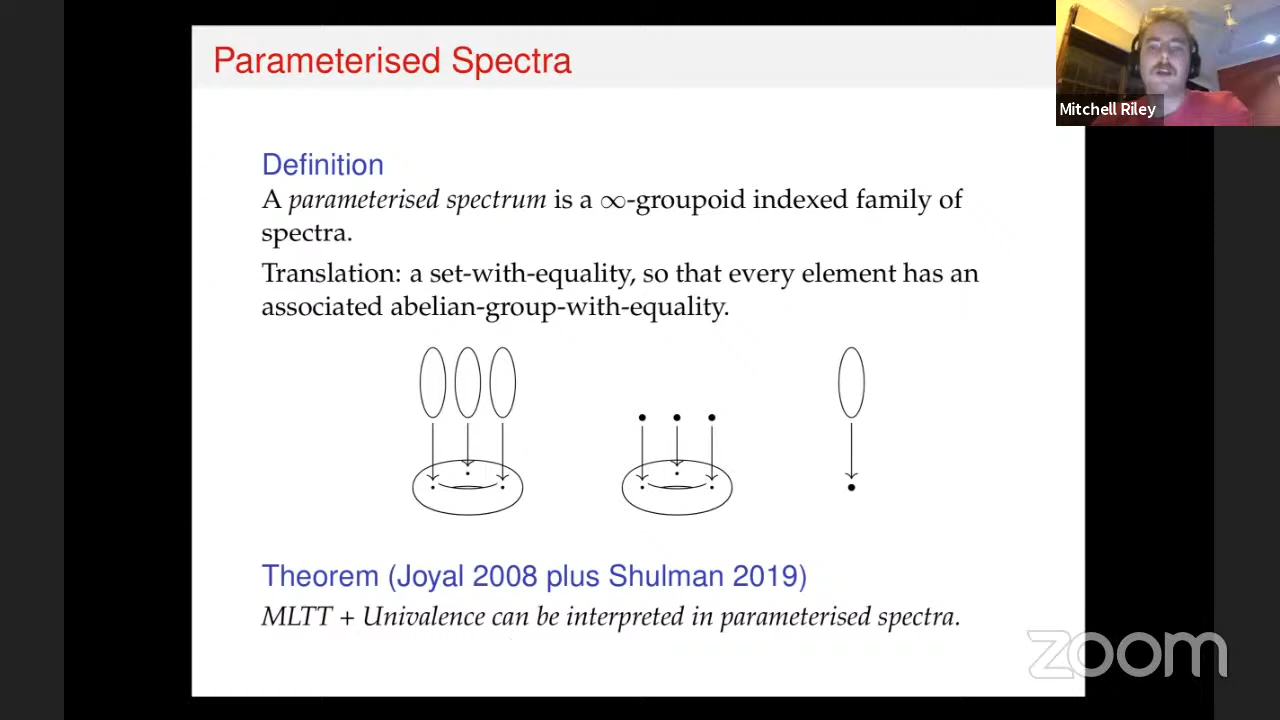 Parameterised Spectra
Mitchell Riley
Definition
A parameterised spectrum is a ∞-groupoid indexed family of
spectra.
Translation: a set-with-equality, so that every element has an
associated abelian-group-with-equality.
Theorem (Joyal 2008 plus Shulman 2019)
MLTT + Univalence can be interpreted in parameterised spectra.
zoom